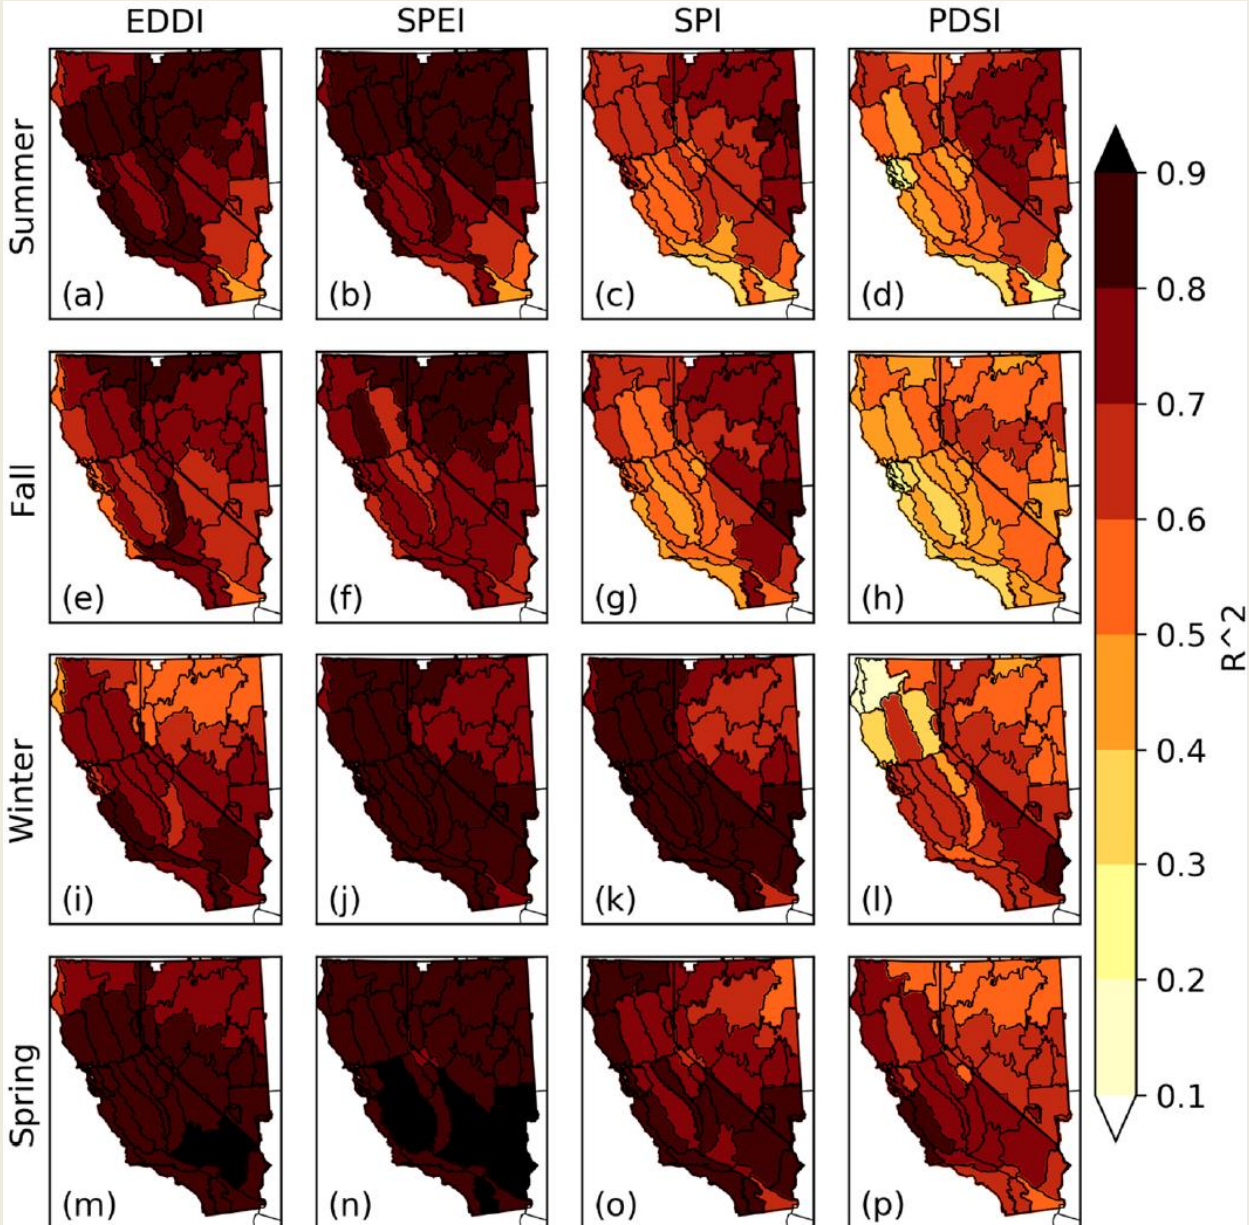 EDDI SPEI SPI PDSI
Summer
(a) (b) (c) (d)
Fall
(e) (f) (g) (h)
Winter
(i) (j) (k) (l)
Spring
(m) (n) (o) (p)
0.9
0.8
0.7
0.6
0.5
0.4
0.3
0.2
0.1
R^2